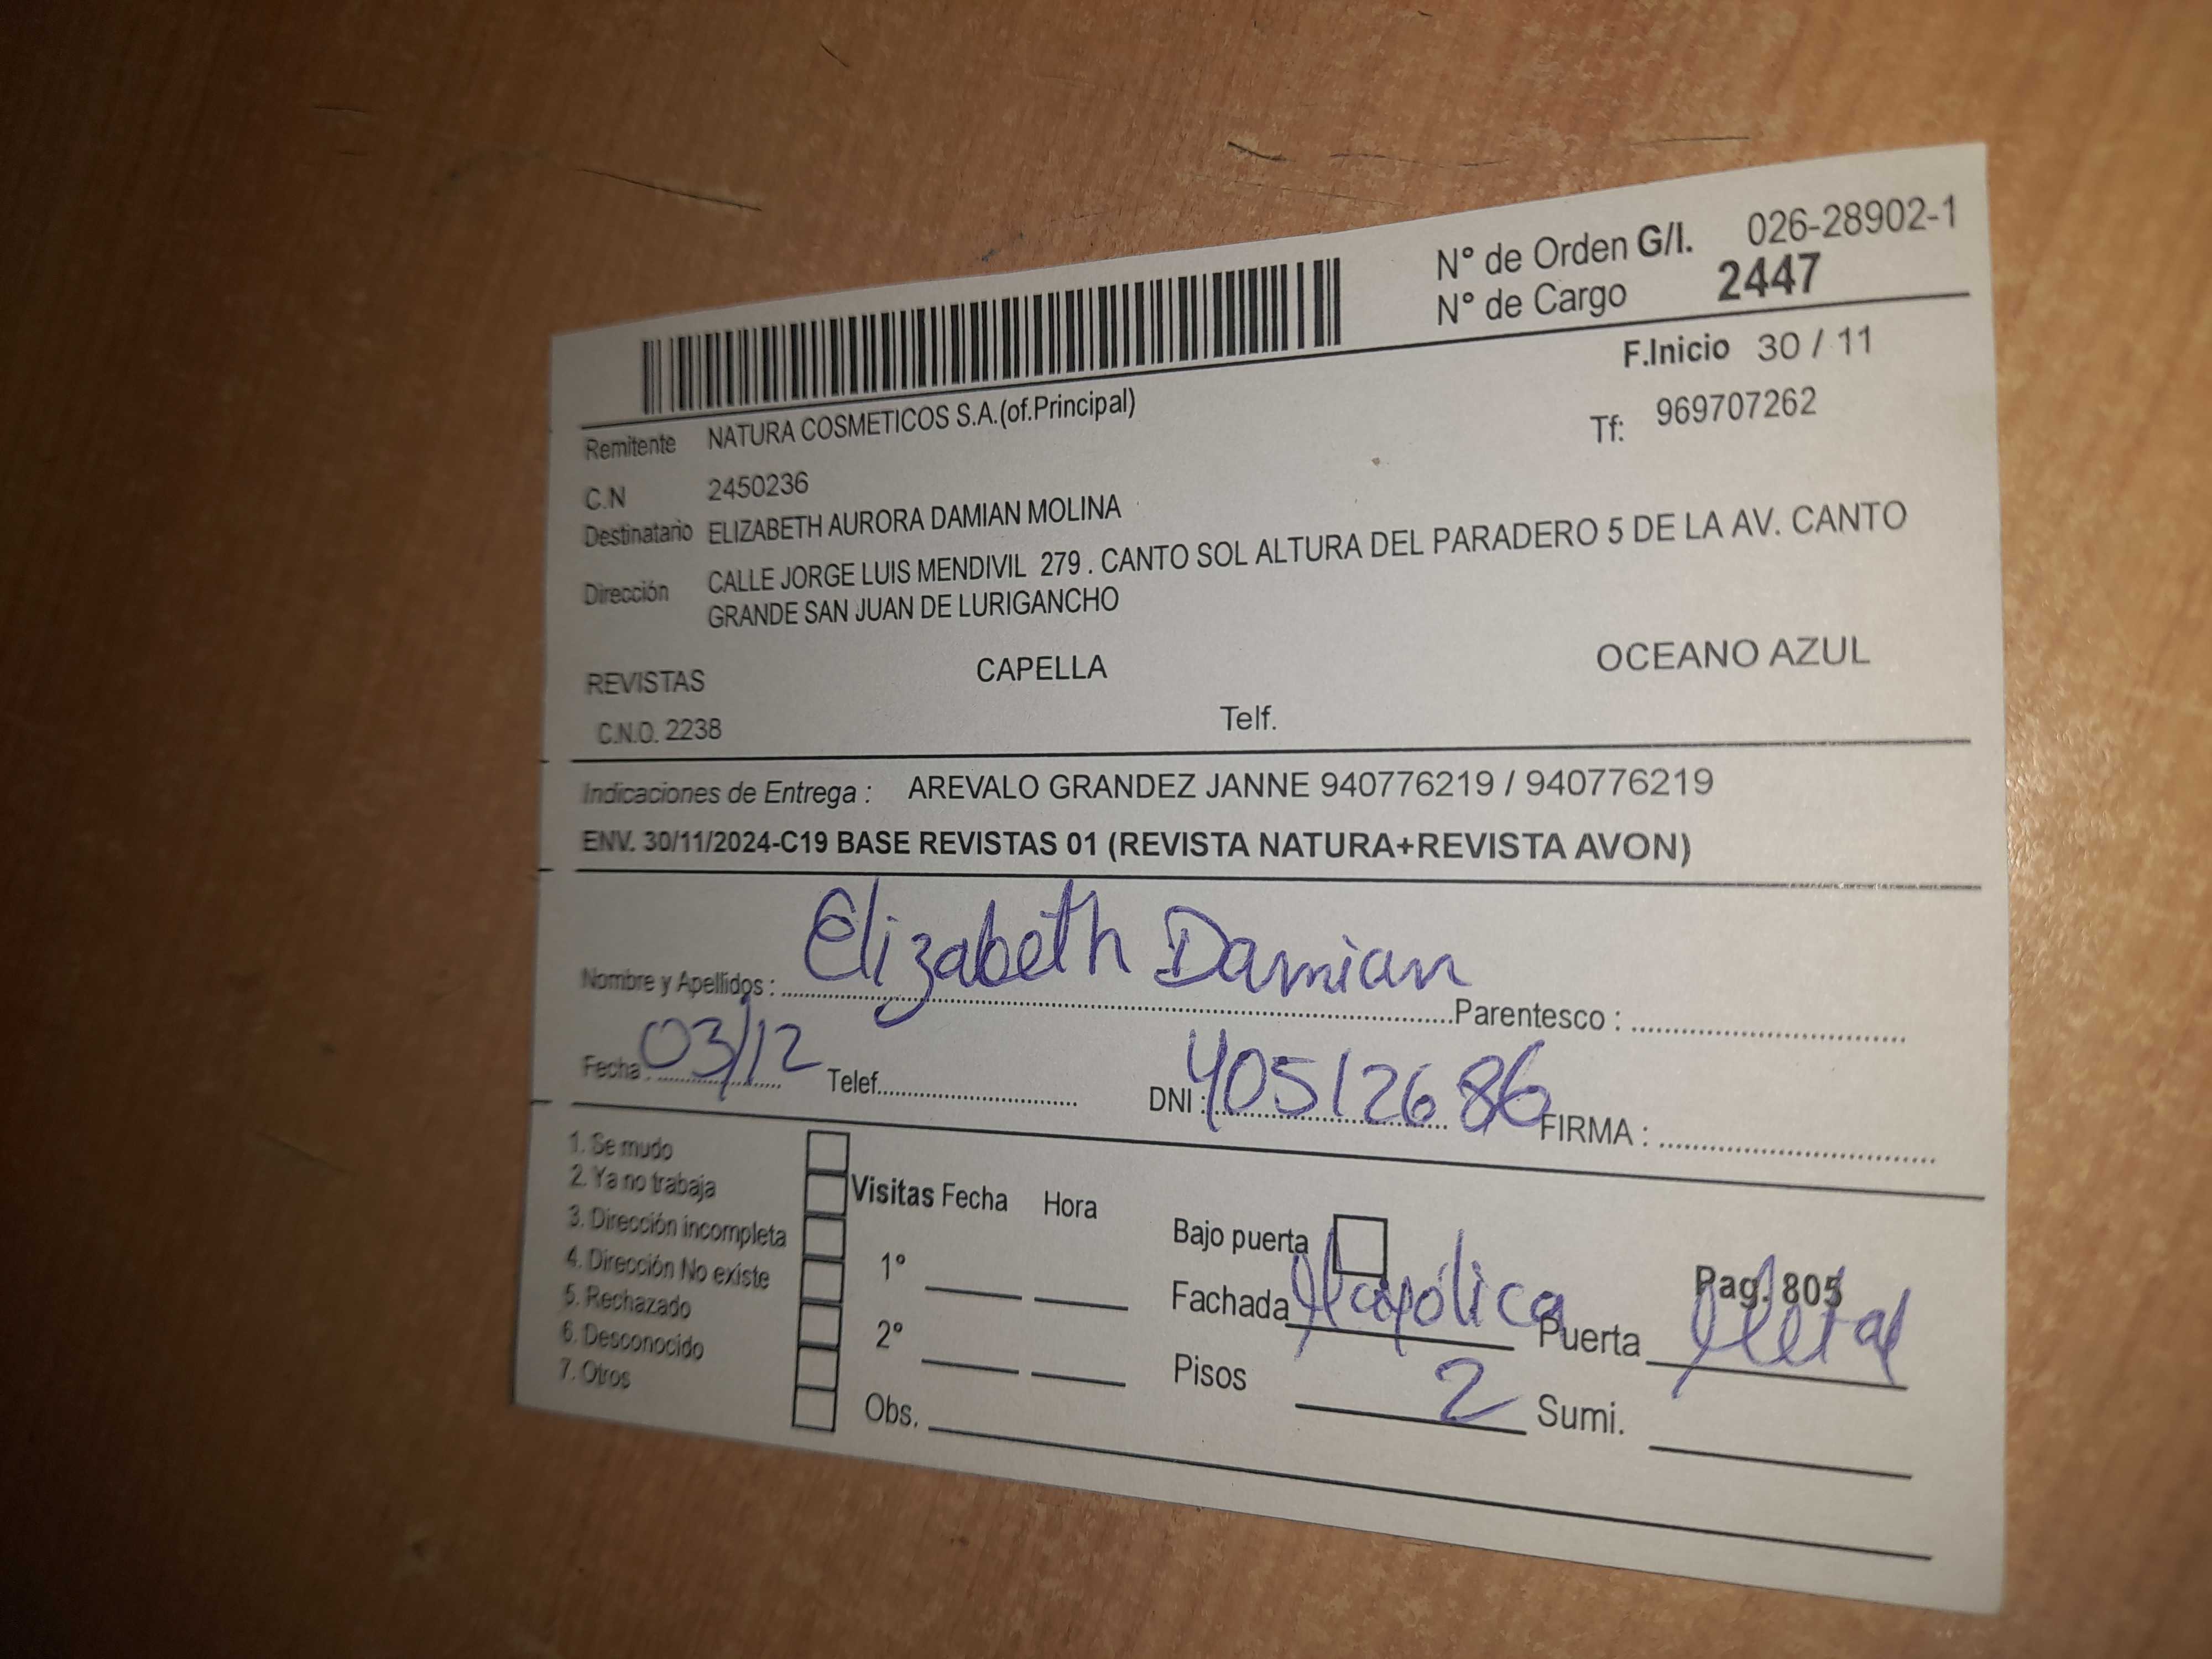 N° de Orden G/I. 026-28902-1
N° de Cargo 2447
F.Inicio 30 / 11
Remitente NATURA COSMETICOS S.A.(of.Principal)
Tf: 969707262
C.N 2450236
Destinatario ELIZABETH AURORA DAMIAN MOLINA
Dirección CALLE JORGE LUIS MENDIVIL 279 . CANTO SOL ALTURA DEL PARADERO 5 DE LA AV. CANTO
GRANDE SAN JUAN DE LURIGANCHO
REVISTAS CAPELLA OCEANO AZUL
C.N.O. 2238 Telf.
Indicaciones de Entrega : AREVALO GRANDEZ JANNE 940776219 / 940776219
ENV. 30/11/2024-C19 BASE REVISTAS 01 (REVISTA NATURA+REVISTA AVON)
Nombre y Apellidos : Elizabeth Damian Parentesco :
Fecha : 03/12 Telef. DNI : 40512686 FIRMA :
1. Se mudo
2. Ya no trabaja
3. Dirección incompleta
4. Dirección No existe
5. Rechazado
6. Desconocido
7. Otros
Visitas Fecha Hora
1°
2°
Obs.
Bajo puerta Pag. 805
Fachada Mayólica Puerta Metal
Pisos 2 Sumi.